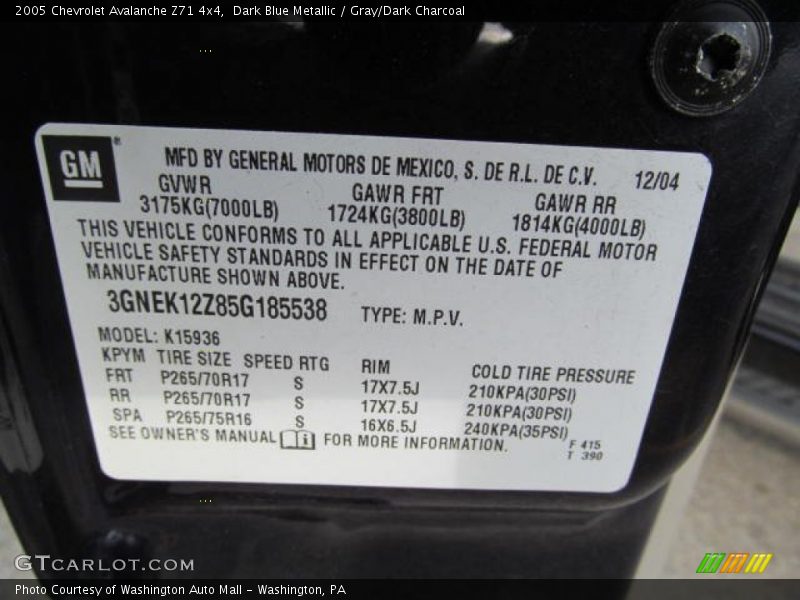 2005 Chevrolet Avalanche Z71 4x4,  Dark Blue Metallic / Gray/Dark Charcoal
GM®
MFD BY GENERAL MOTORS DE MEXICO, S. DE R.L. DE C.V. 12/04
GVWR GAWR FRT GAWR RR
3175KG(7000LB) 1724KG(3800LB) 1814KG(4000LB)
THIS VEHICLE CONFORMS TO ALL APPLICABLE U.S. FEDERAL MOTOR
VEHICLE SAFETY STANDARDS IN EFFECT ON THE DATE OF
MANUFACTURE SHOWN ABOVE.
3GNEK12Z85G185538 TYPE: M.P.V.
MODEL: K15936
KPYM TIRE SIZE SPEED RTG RIM COLD TIRE PRESSURE
FRT P265/70R17 S 17X7.5J 210KPA(30PSI)
RR P265/70R17 S 17X7.5J 210KPA(30PSI)
SPA P265/75R16 S 16X6.5J 240KPA(35PSI)
SEE OWNER'S MANUAL FOR MORE INFORMATION.
F 415
T 390
GTCARLOT.COM
Photo Courtesy of Washington Auto Mall - Washington, PA